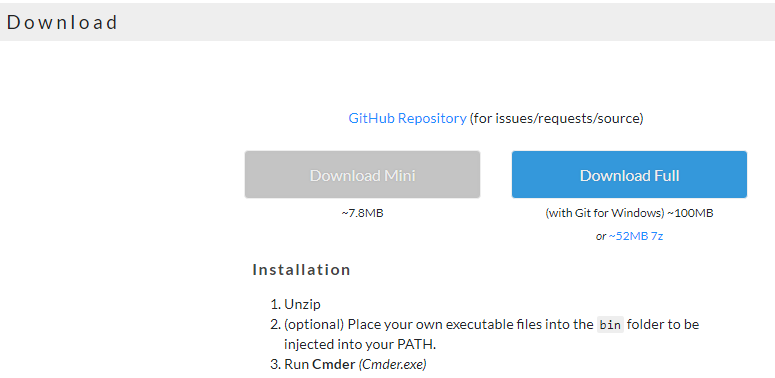 Download
GitHub Repository (for issues/requests/source)
Download Mini
Download Full
~7.8MB
(with Git for Windows) ~100MB
or ~52MB 7z
Installation
1. Unzip
2. (optional) Place your own executable files into the bin folder to be
injected into your PATH.
3. Run Cmder (Cmder.exe)